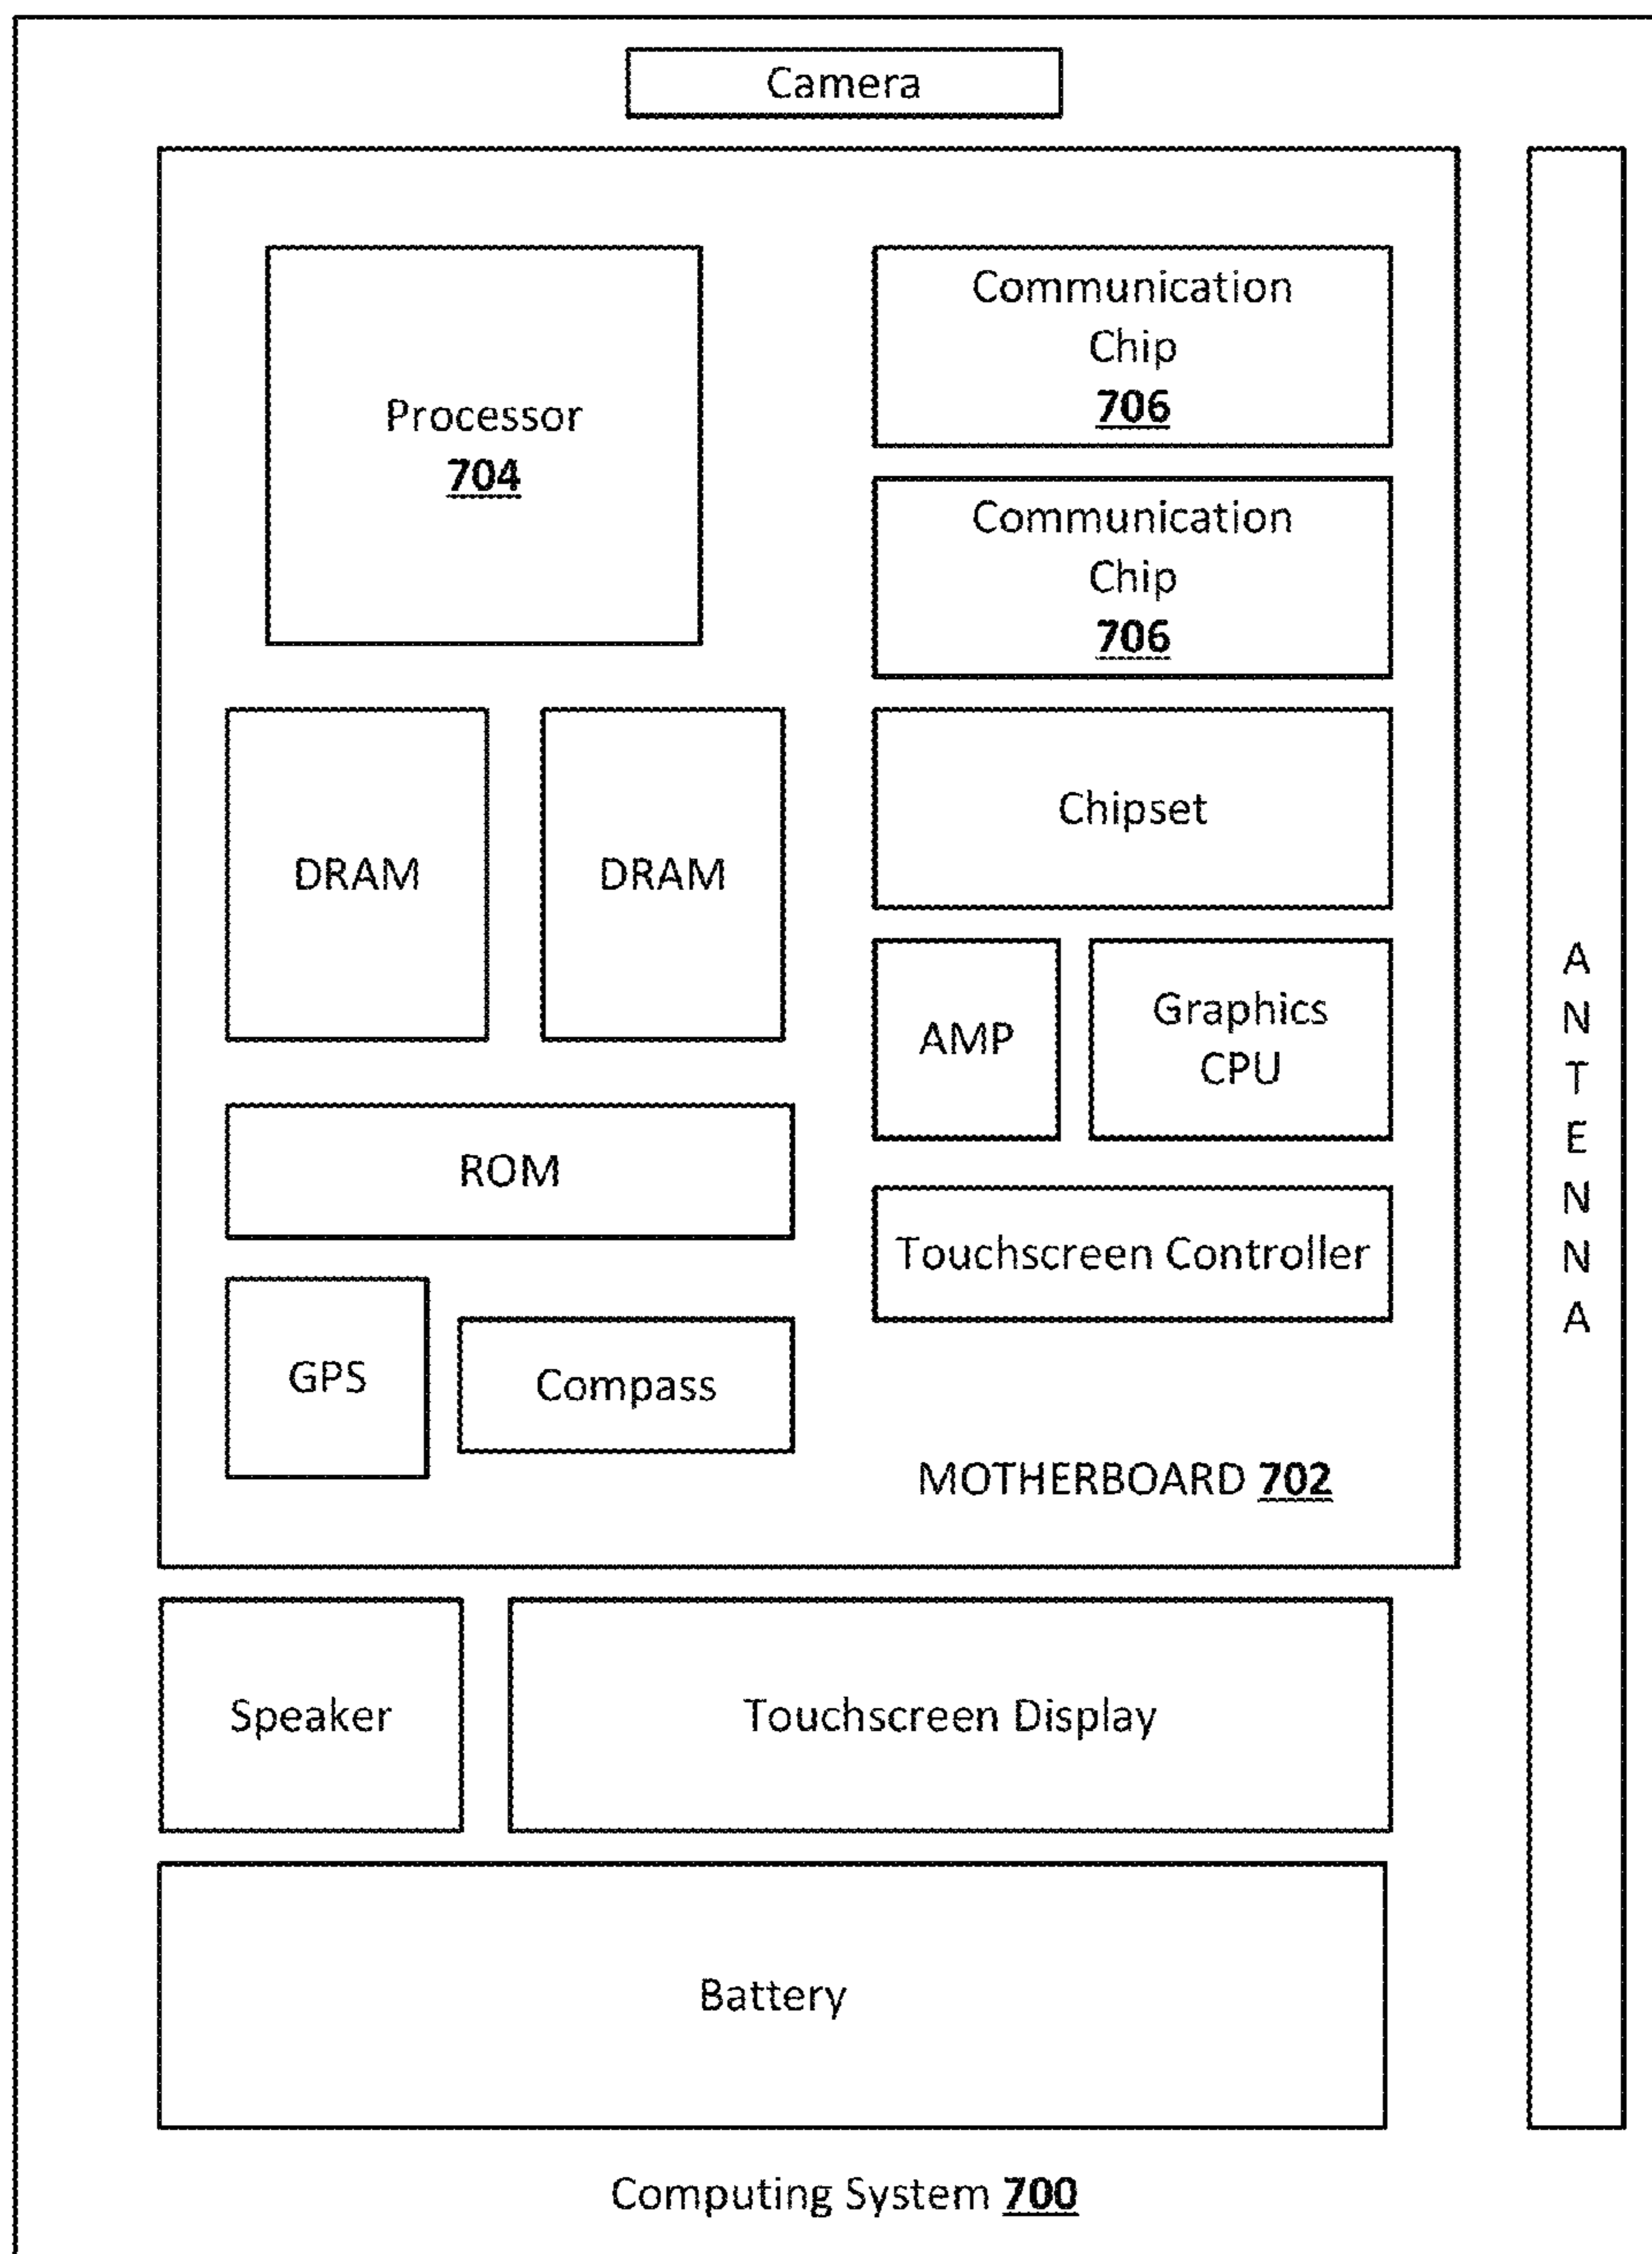 Camera
Processor
704
Communication
Chip
706
Communication
Chip
706
DRAM
DRAM
Chipset
AMP
Graphics
CPU
ROM
Touchscreen Controller
GPS
Compass
MOTHERBOARD 702
A
N
T
E
N
N
A
Speaker
Touchscreen Display
Battery
Computing System 700